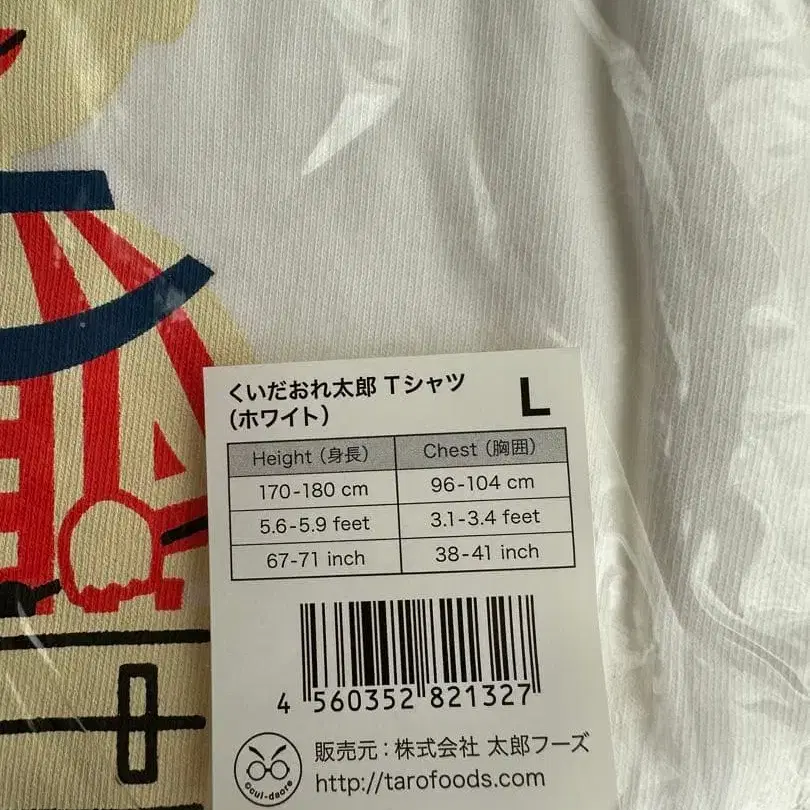 くいだおれ太郎 Tシャツ
(ホワイト)
L
Height (身長) Chest (胸囲)
170-180 cm 96-104 cm
5.6-5.9 feet 3.1-3.4 feet
67-71 inch 38-41 inch
4 560352 821327
cui-daore
販売元：株式会社 太郎フーズ
http://tarofoods.com